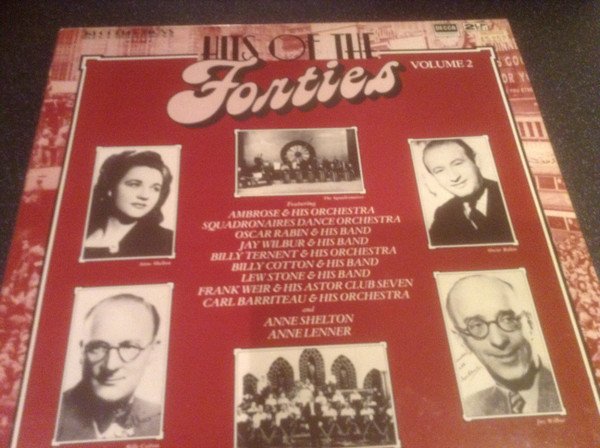 RECOLLECTIONS
DECCA
HITS OF THE
Forties
VOLUME 2
The Squadronaires
Anne Shelton
Oscar Rabin
Featuring
AMBROSE & HIS ORCHESTRA
SQUADRONAIRES DANCE ORCHESTRA
OSCAR RABIN & HIS BAND
JAY WILBUR & HIS BAND
BILLY TERNENT & HIS ORCHESTRA
BILLY COTTON & HIS BAND
LEW STONE & HIS BAND
FRANK WEIR & HIS ASTOR CLUB SEVEN
CARL BARRITEAU & HIS ORCHESTRA
and
ANNE SHELTON
ANNE LENNER
Billy Cotton
Jay Wilbur